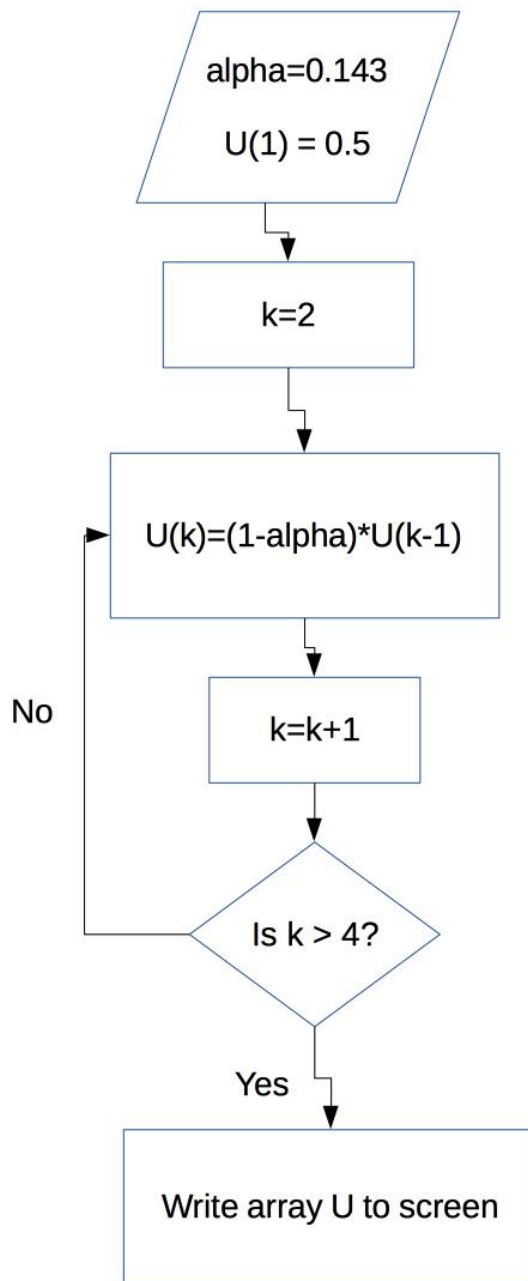 alpha=0.143
U(1) = 0.5
k=2
U(k)=(1-alpha)*U(k-1)
No
k=k+1
Is k > 4?
Yes
Write array U to screen